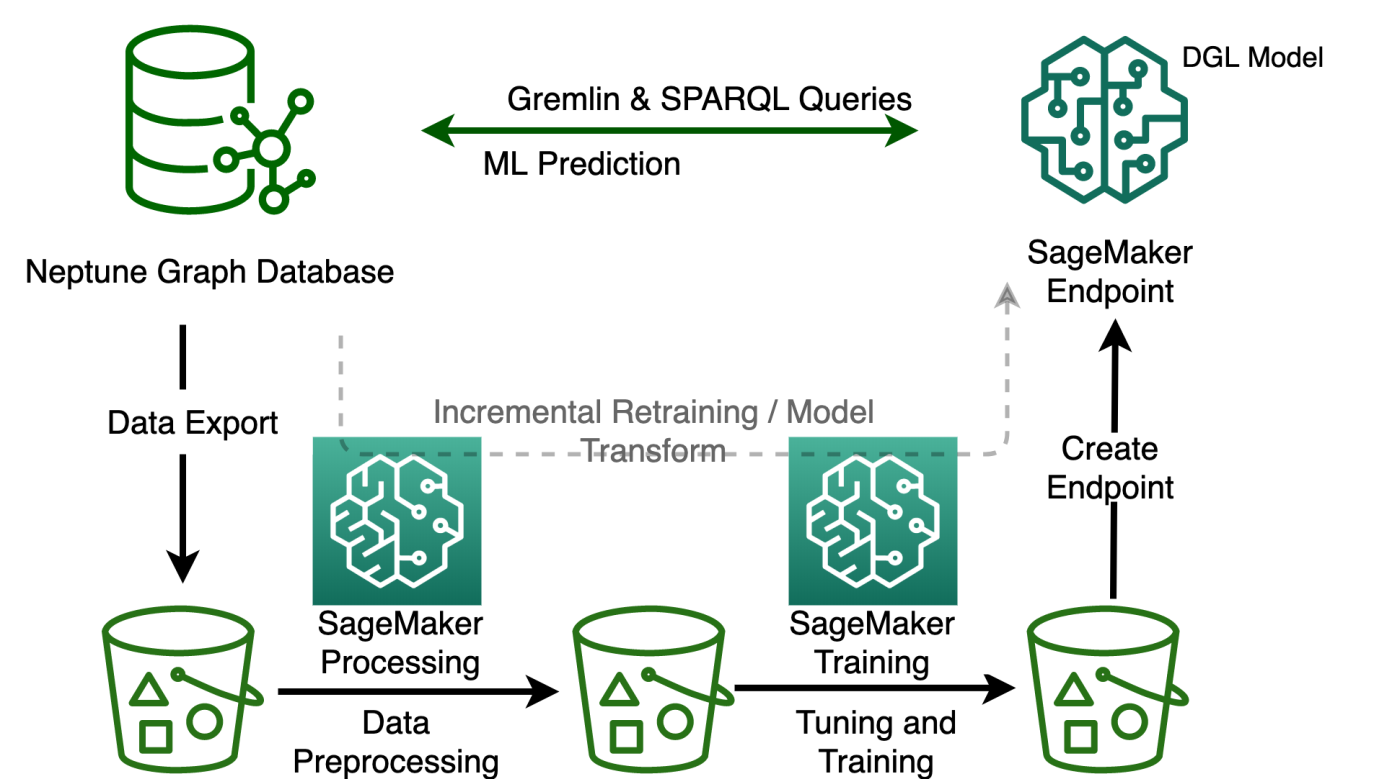 DGL Model
Gremlin & SPARQL Queries
ML Prediction
SageMaker
Endpoint
Neptune Graph Database
Data Export
Incremental Retraining / Model
Transform
Create
Endpoint
SageMaker
Processing
SageMaker
Training
Data
Preprocessing
Tuning and
Training